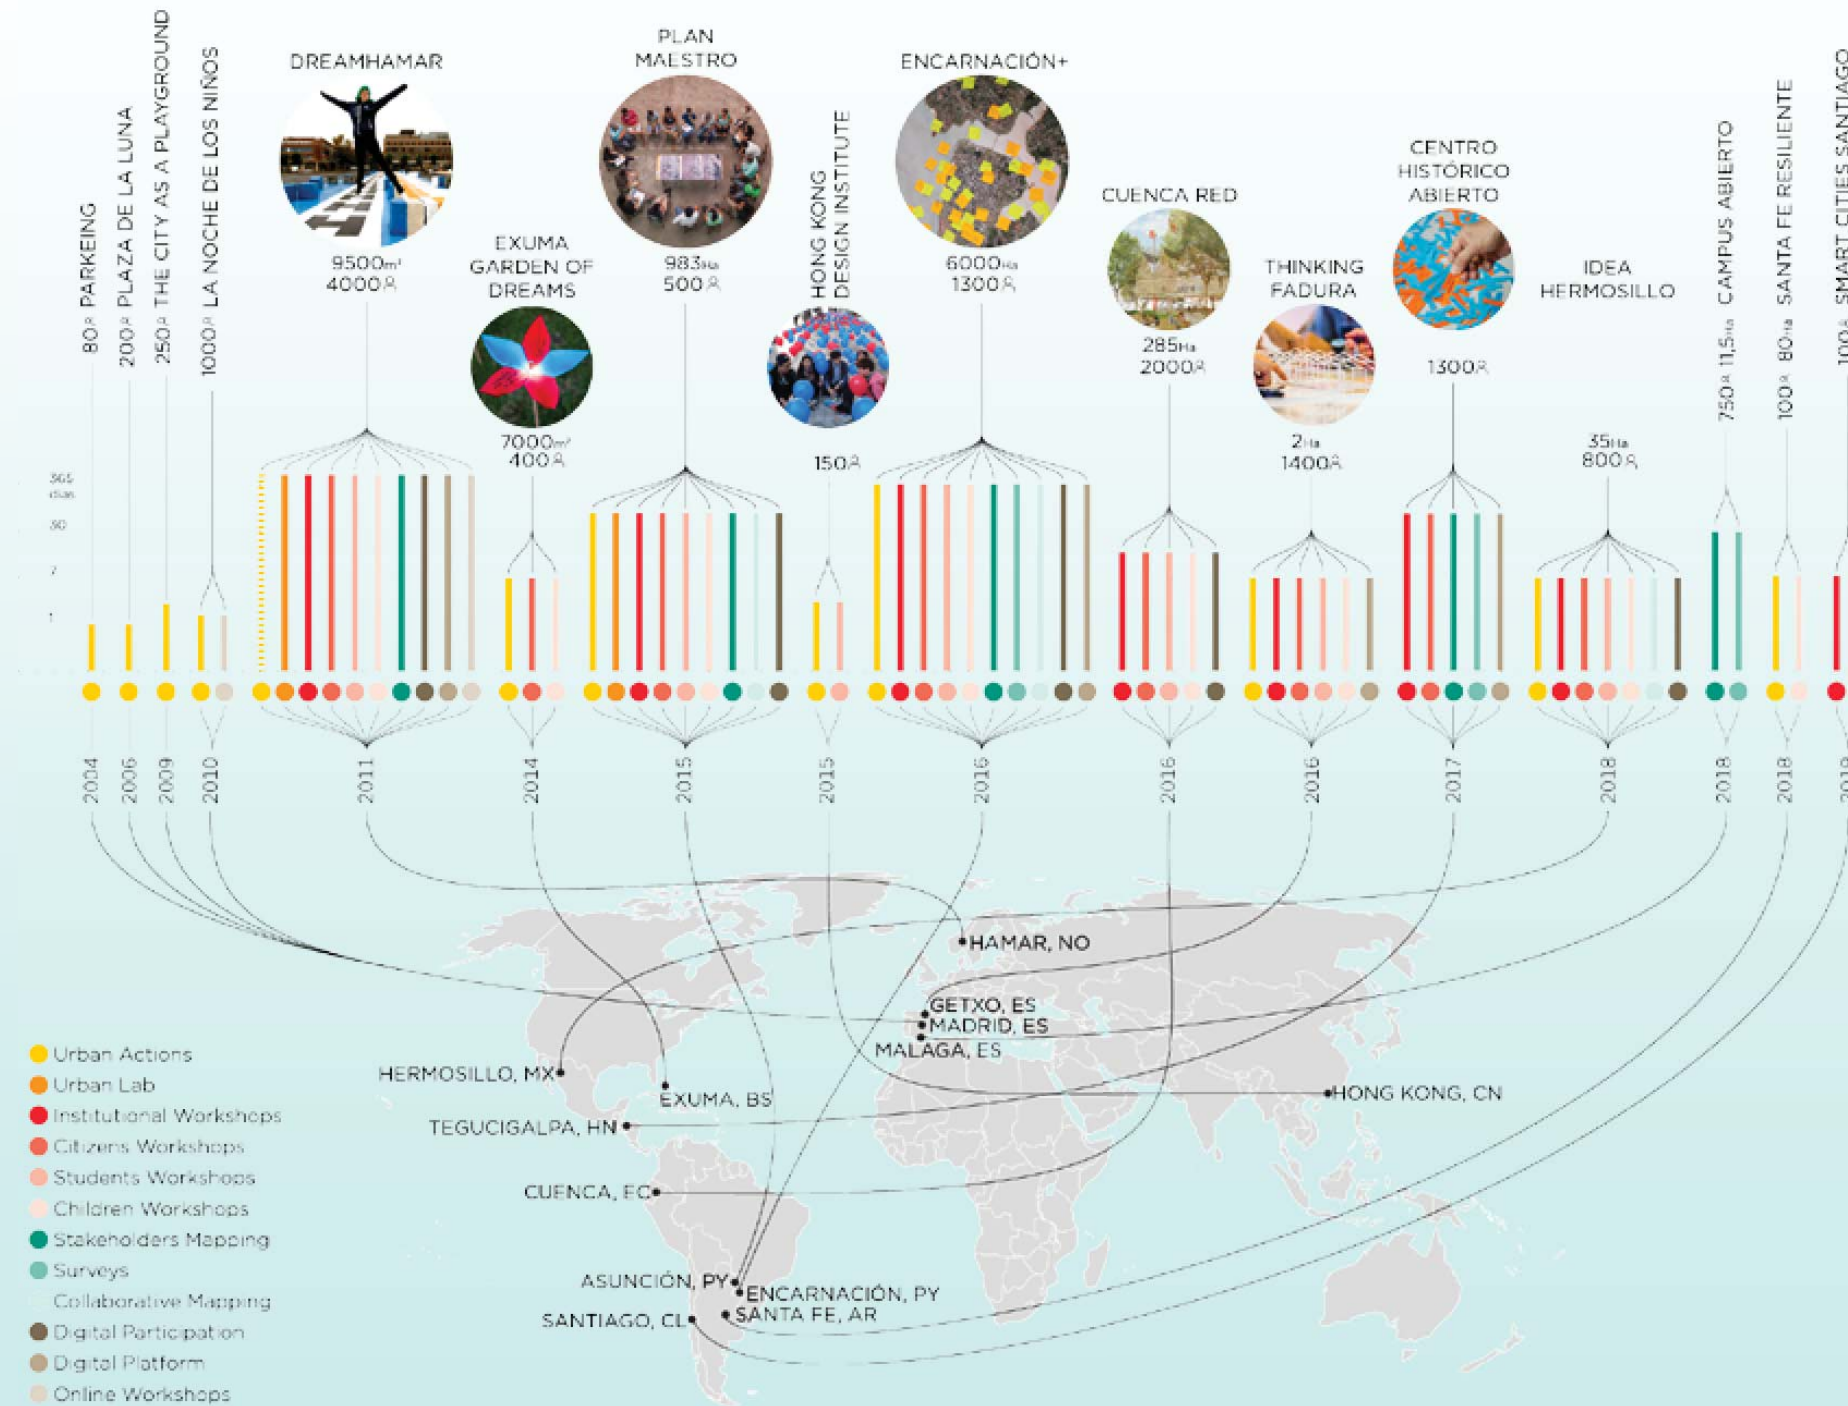 80 PARKEING
200 PLAZA DE LA LUNA
250 THE CITY AS A PLAYGROUND
1000 LA NOCHE DE LOS NIÑOS
DREAMHAMAR
9500m²
4000
EXUMA
GARDEN OF
DREAMS
7000m²
400
PLAN
MAESTRO
983Ha
500
HONG KONG
DESIGN INSTITUTE
150
ENCARNACIÓN+
6000Ha
1300
CUENCA RED
285Ha
2000
THINKING
FADURA
2Ha
1400
CENTRO
HISTÓRICO
ABIERTO
1300
IDEA
HERMOSILLO
35Ha
800
750 11,5Ha CAMPUS ABIERTO
100 80Ha SANTA FE RESILIENTE
100 SMART CITIES SANTIAGO
365
días
30
7
1
2004
2006
2009
2010
2011
2014
2015
2015
2016
2016
2016
2017
2018
2018
2018
HAMAR, NO
GETXO, ES
MADRID, ES
MALAGA, ES
HERMOSILLO, MX
EXUMA, BS
HONG KONG, CN
TEGUCIGALPA, HN
CUENCA, EC
ASUNCIÓN, PY
ENCARNACIÓN, PY
SANTA FE, AR
SANTIAGO, CL
Urban Actions
Urban Lab
Institutional Workshops
Citizens Workshops
Students Workshops
Children Workshops
Stakeholders Mapping
Surveys
Collaborative Mapping
Digital Participation
Digital Platform
Online Workshops